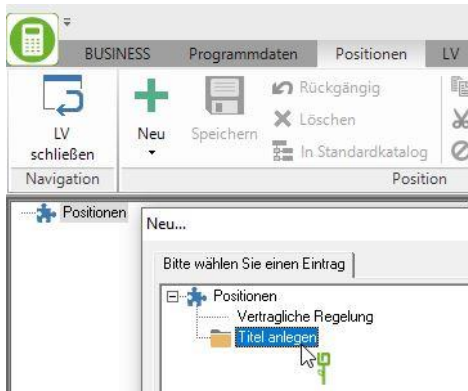 BUSINESS Programmdaten Positionen LV
LV schließen
Neu
Speichern
Rückgängig
Löschen
In Standardkatalog
Navigation
Position
Positionen
Neu...
Bitte wählen Sie einen Eintrag
Positionen
Vertragliche Regelung
Titel anlegen